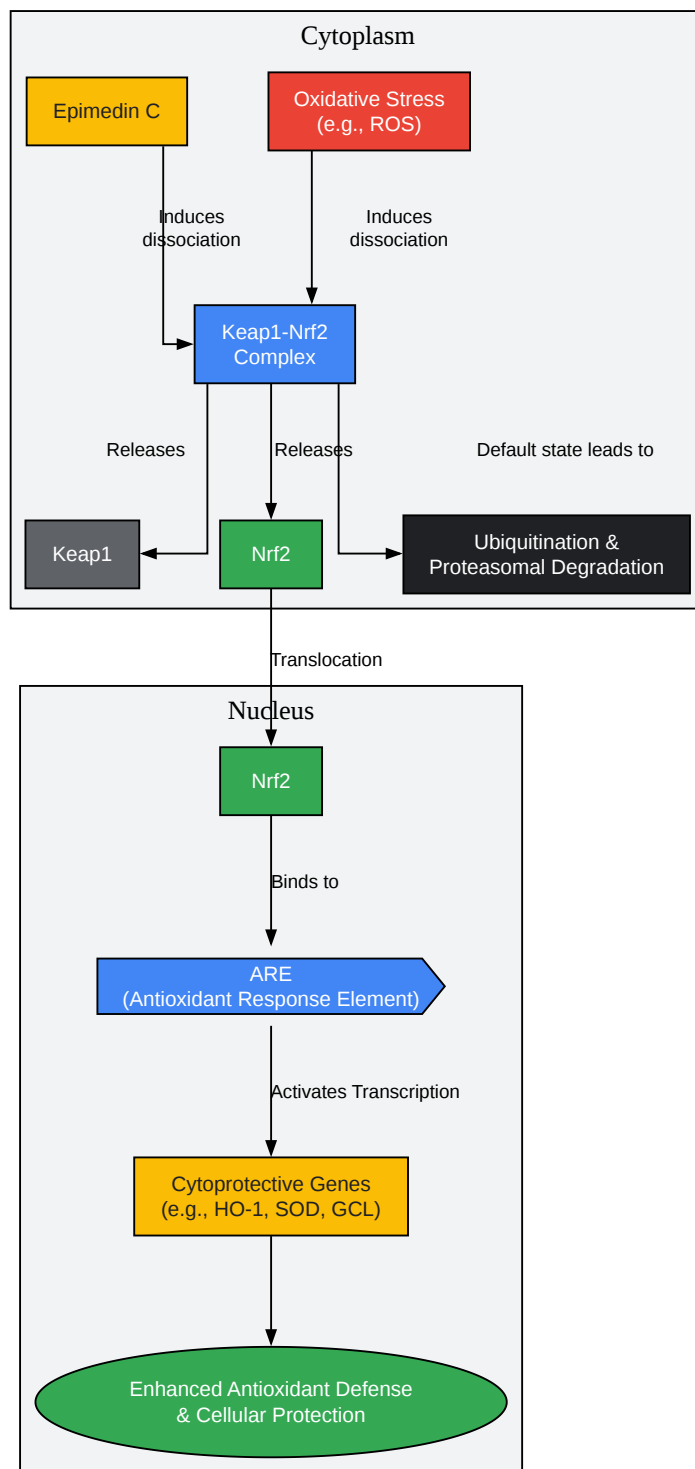 Cytoplasm
Epimedin C
Oxidative Stress
(e.g., ROS)
Induces
dissociation
Induces
dissociation
Keap1-Nrf2
Complex
Releases
Releases
Default state leads to
Keap1
Nrf2
Ubiquitination &
Proteasomal Degradation
Translocation
Nucleus
Nrf2
Binds to
ARE
(Antioxidant Response Element)
Activates Transcription
Cytoprotective Genes
(e.g., HO-1, SOD, GCL)
Enhanced Antioxidant Defense
& Cellular Protection